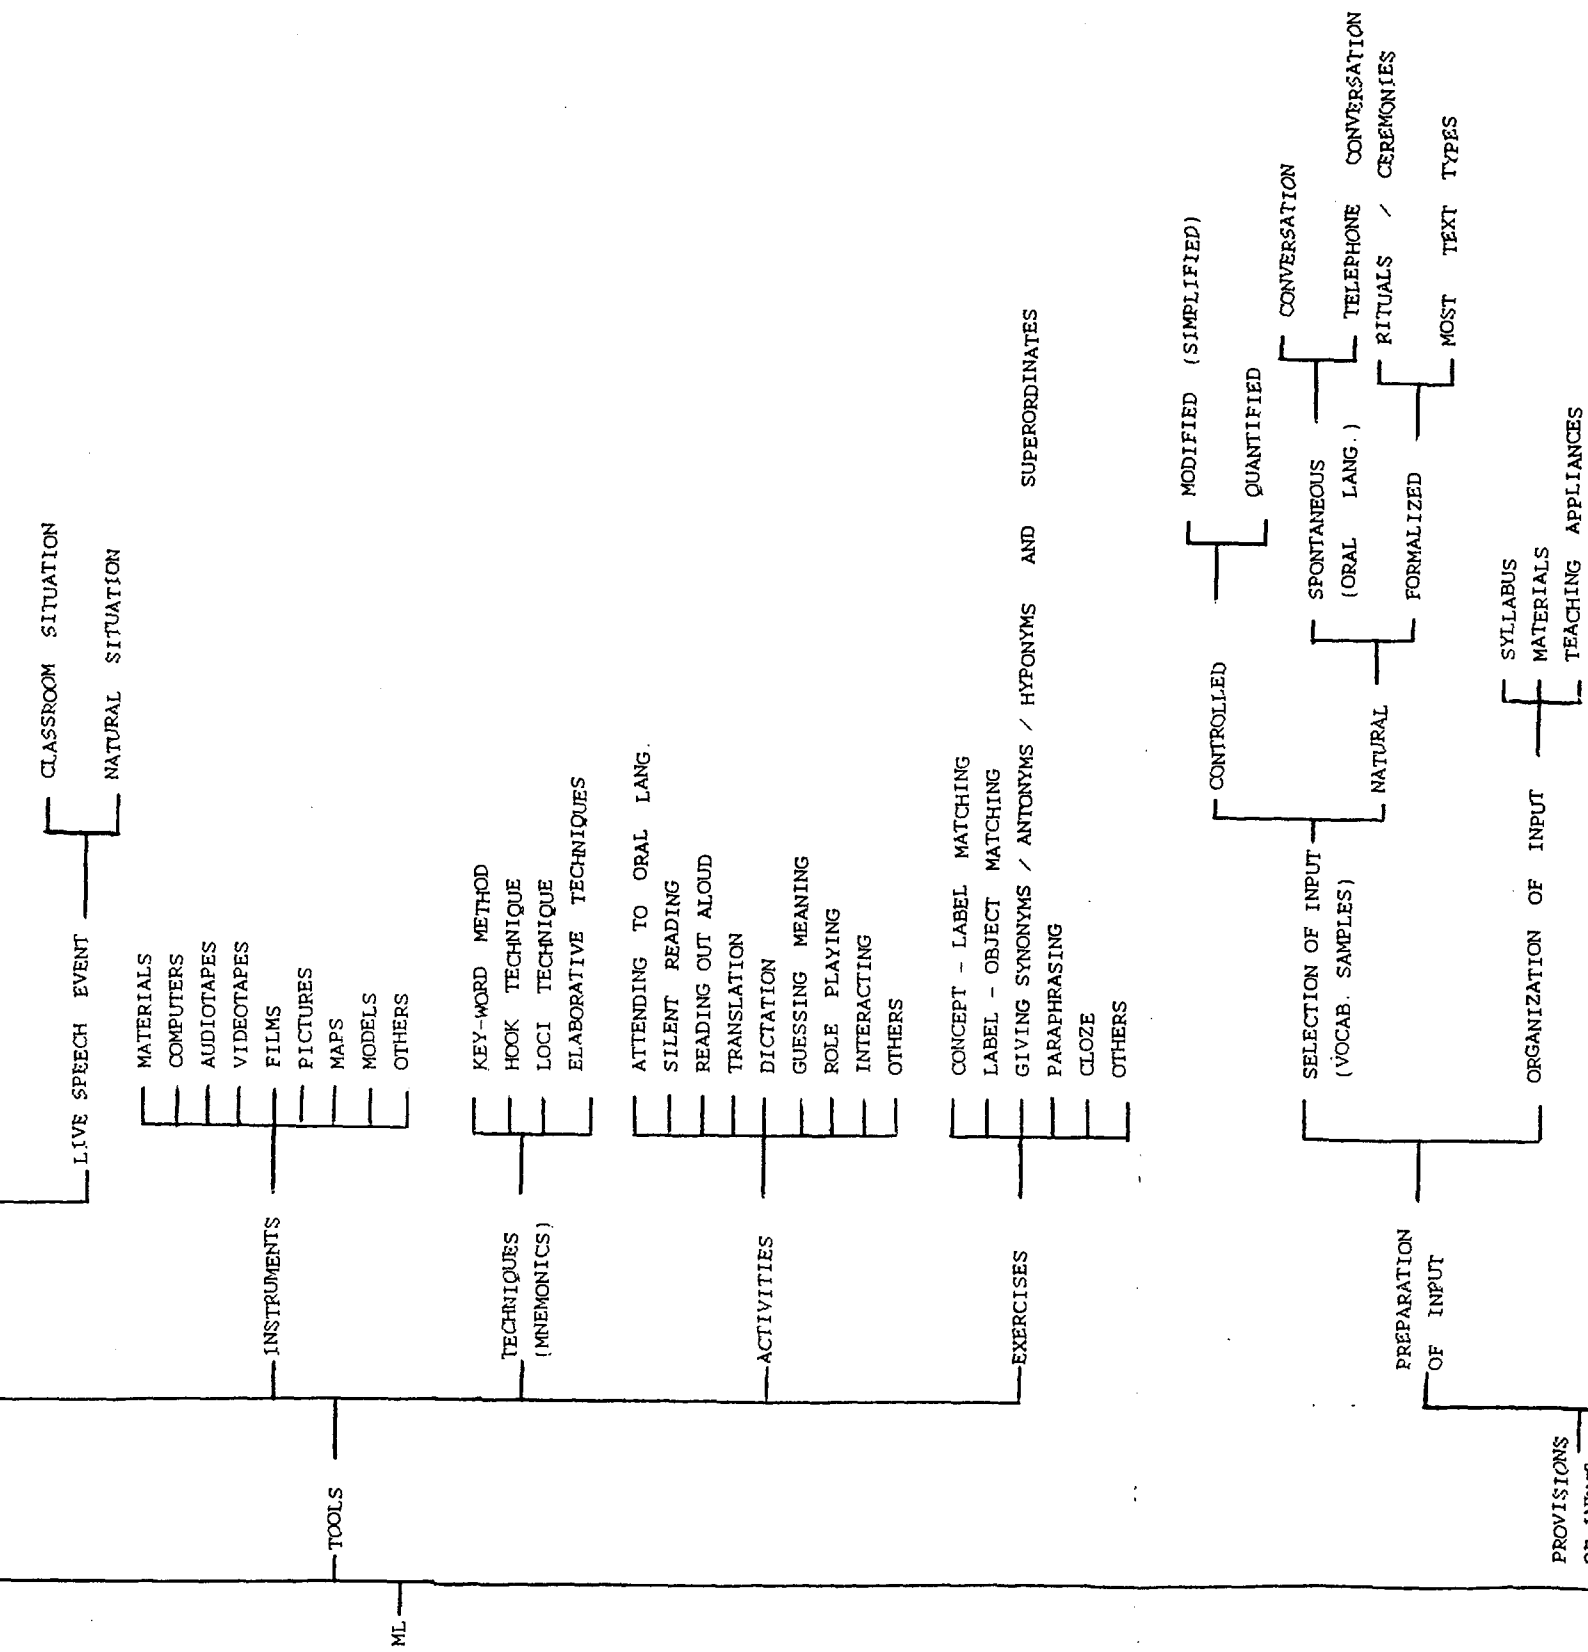 CLASSROOM SITUATION
NATURAL SITUATION
LIVE SPEECH EVENT
MATERIALS
COMPUTERS
AUDIOTAPES
VIDEOTAPES
FILMS
PICTURES
MAPS
MODELS
OTHERS
INSTRUMENTS
KEY-WORD METHOD
HOOK TECHNIQUE
LOCI TECHNIQUE
ELABORATIVE TECHNIQUES
TECHNIQUES
(MNEMONICS)
ATTENDING TO ORAL LANG.
SILENT READING
READING OUT ALOUD
TRANSLATION
DICTATION
GUESSING MEANING
ROLE PLAYING
INTERACTING
OTHERS
ACTIVITIES
CONCEPT - LABEL MATCHING
LABEL - OBJECT MATCHING
GIVING SYNONYMS / ANTONYMS / HYPONYMS AND SUPERORDINATES
PARAPHRASING
CLOZE
OTHERS
EXERCISES
TOOLS
ML
MODIFIED (SIMPLIFIED)
QUANTIFIED
CONTROLLED
CONVERSATION
TELEPHONE CONVERSATION
SPONTANEOUS
(ORAL LANG.)
RITUALS / CEREMONIES
MOST TEXT TYPES
FORMALIZED
NATURAL
SELECTION OF INPUT
(VOCAB. SAMPLES)
SYLLABUS
MATERIALS
TEACHING APPLIANCES
ORGANIZATION OF INPUT
PREPARATION
OF INPUT
PROVISIONS